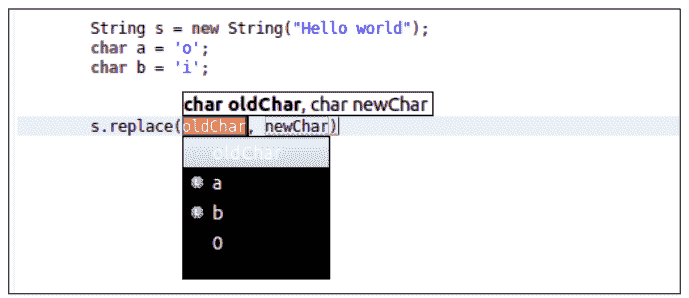 String s = new String("Hello world");
char a = 'o';
char b = 'i';
char oldChar, char newChar
s.replace(oldChar, newChar)
oldChar
a
b
0